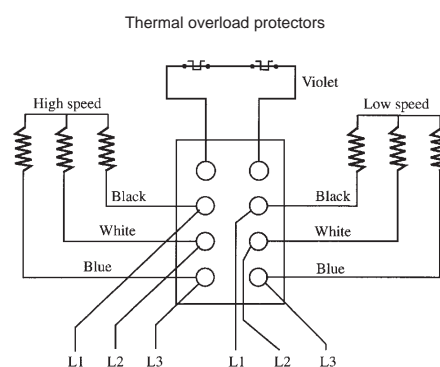 Thermal overload protectors
Violet
High speed
Low speed
Black
Black
White
White
Blue
Blue
L1 L2 L3 L1 L2 L3